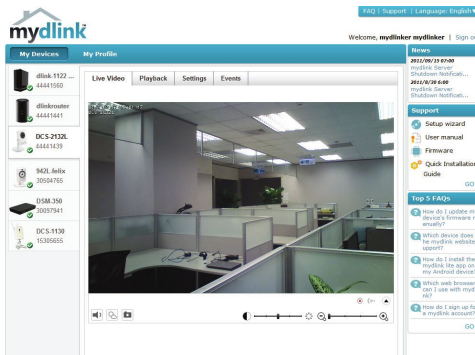 FAQ | Support | Language: English
mydlink
Welcome, mydlinker mydlinker | Sign
My Devices
My Profile
dlink-1122 ...
44441560
dlinkrouter
44441441
DCS-2132L
44441439
942L-felix
30504765
DSM-350
30097941
DCS-1130
15305655
Live Video
Playback
Settings
Events
News
2011/09/15 07:00
mydlink Server
Shutdown Notificati...
2011/8/30 6:00
mydlink Server
Shutdown Notificati...
Support
Setup wizard
User manual
Firmware
Quick Installation
Guide
GO
Top 5 FAQs
How do I update m
device's firmware
anually?
Which device does
he mydlink website
upport?
How do I install the
mydlink lite app on
my Android device?
Which web browser
can I use with myd
nk?
How do I sign up fo
a mydlink account?
GO